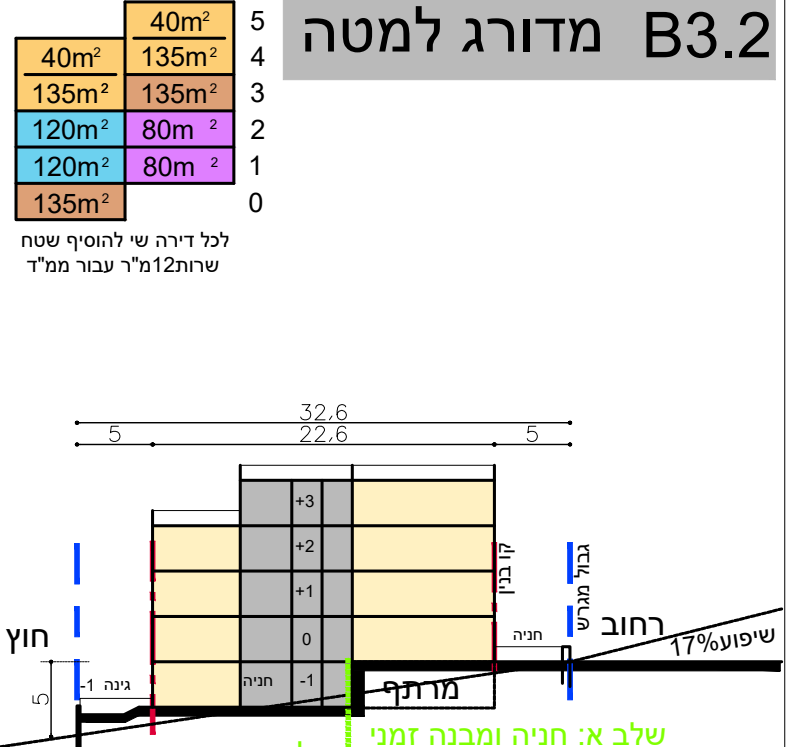 B3.2 מדורג למטה
40m² 5
40m² 135m² 4
135m² 135m² 3
120m² 80m ² 2
120m² 80m ² 1
135m² 0
לכל דירה שי להוסיף שטח
שרות12מ"ר עבור ממ"ד
32,6
5 22,6 5
+3
+2
+1
0
-1
קו בנין
גבול מגרש
רחוב
חניה
שיפוע17%
חוץ
5
גינה -1
חניה
מרתף
שלב א: חניה ומבנה זמני